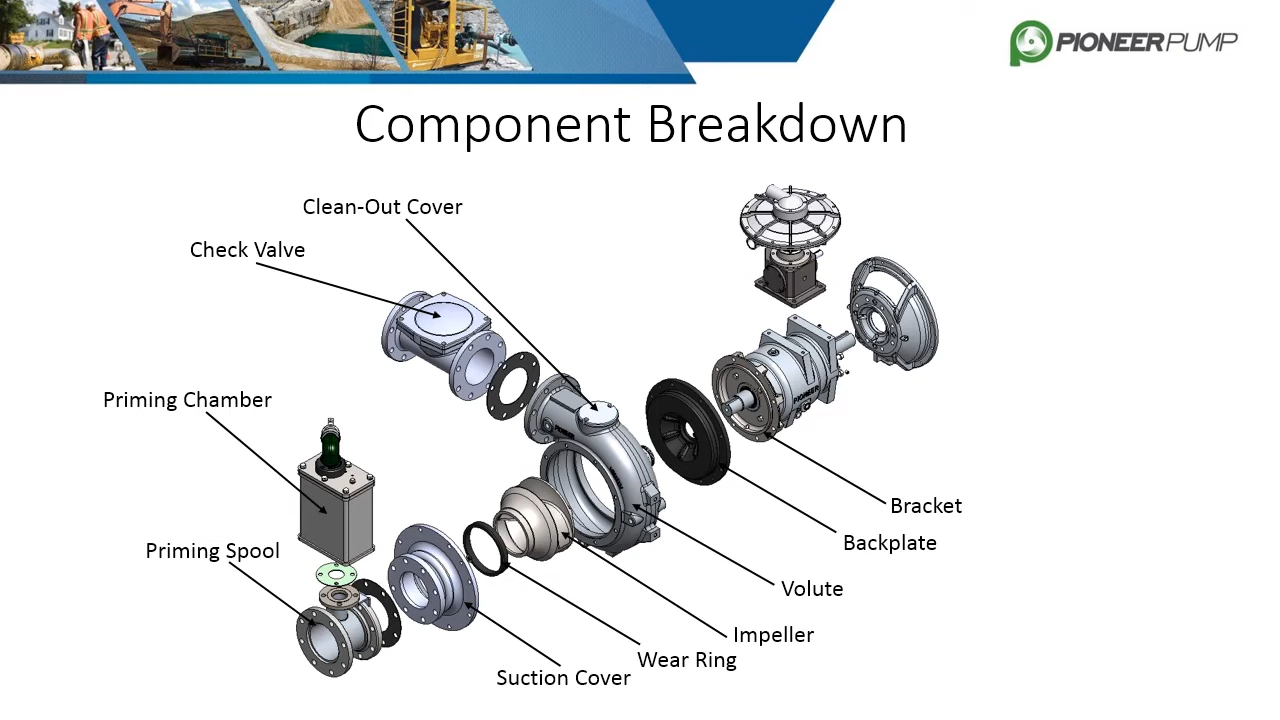 PIONEERPUMP
Component Breakdown
Clean-Out Cover
Check Valve
Priming Chamber
PIONEER
Bracket
Backplate
Priming Spool
Volute
Impeller
Wear Ring
Suction Cover